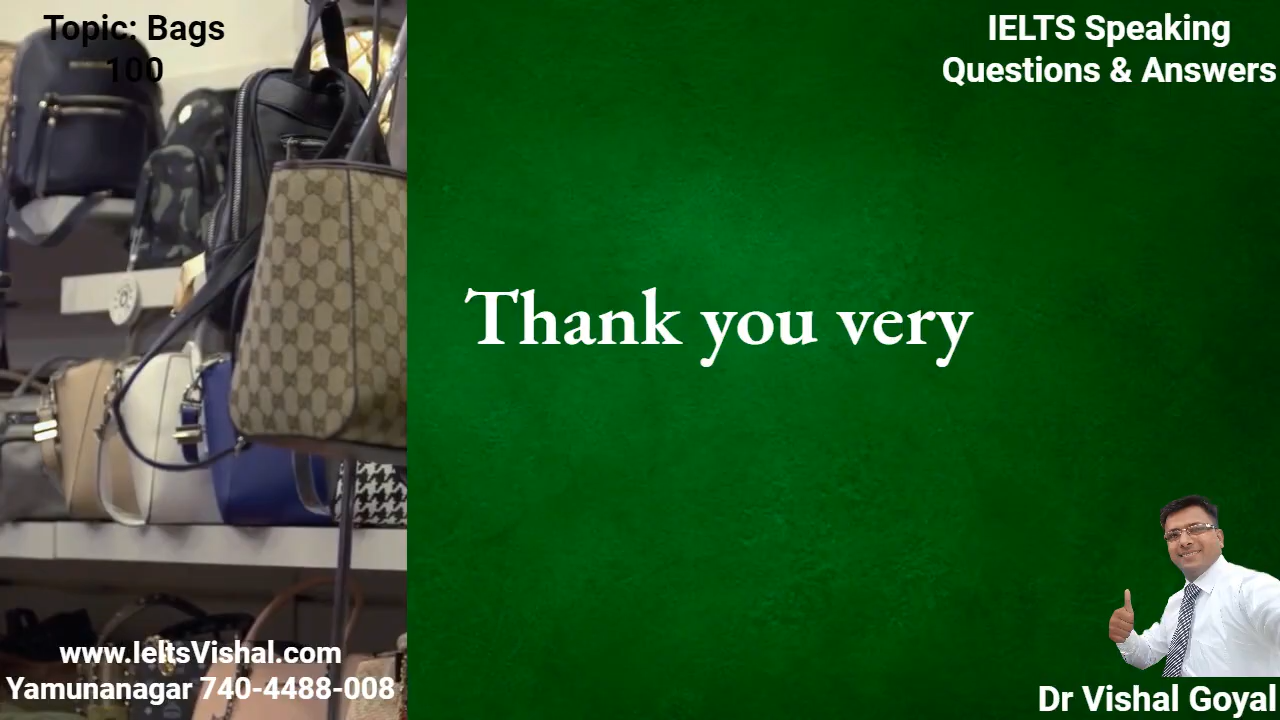 Topic: Bags
100
IELTS Speaking
Questions & Answers
Thank you very
www.IeltsVishal.com
Yamunanagar 740-4488-008
Dr Vishal Goyal